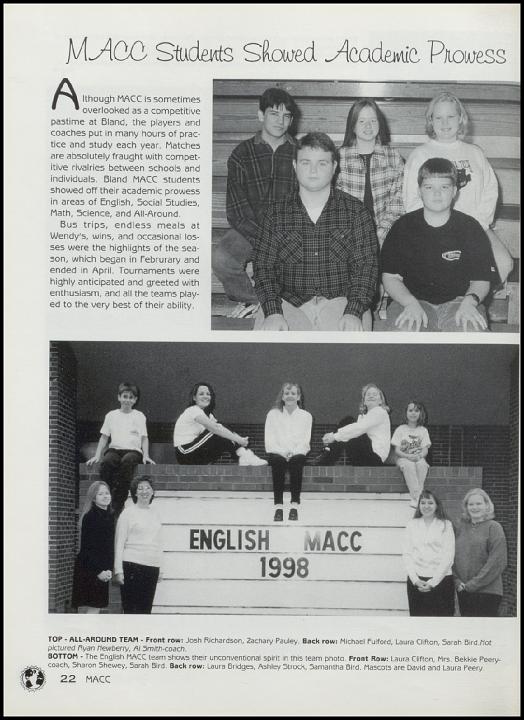 MACC Students Showed Academic Prowess
Although MACC is sometimes
overlooked as a competitive
pastime at Bland, the players and
coaches put in many hours of prac-
tice and study each year. Matches
are absolutely fraught with compet-
itive rivalries between schools and
individuals. Bland MACC students
showed off their academic prowess
in areas of English, Social Studies,
Math, Science, and All-Around.
Bus trips, endless meals at
Wendy's, wins, and occasional los-
ses were the highlights of the sea-
son, which began in Februrary and
ended in April. Tournaments were
highly anticipated and greeted with
enthusiasm, and all the teams play-
ed to the very best of their ability.
ENGLISH MACC
1998
TOP - ALL-AROUND TEAM - Front row: Josh Richardson, Zachary Pauley. Back row: Michael Fulford, Laura Clifton, Sarah Bird. Not
pictured Ryan Newberry, Al Smith-coach.
BOTTOM - The English MACC team shows their unconventional spirit in this team photo. Front Row: Laura Clifton, Mrs. Bekkie Peery-
coach, Sharon Shewey, Sarah Bird. Back row: Laura Bridges, Ashley Strock, Samantha Bird. Mascots are David and Laura Peery.
22 MACC